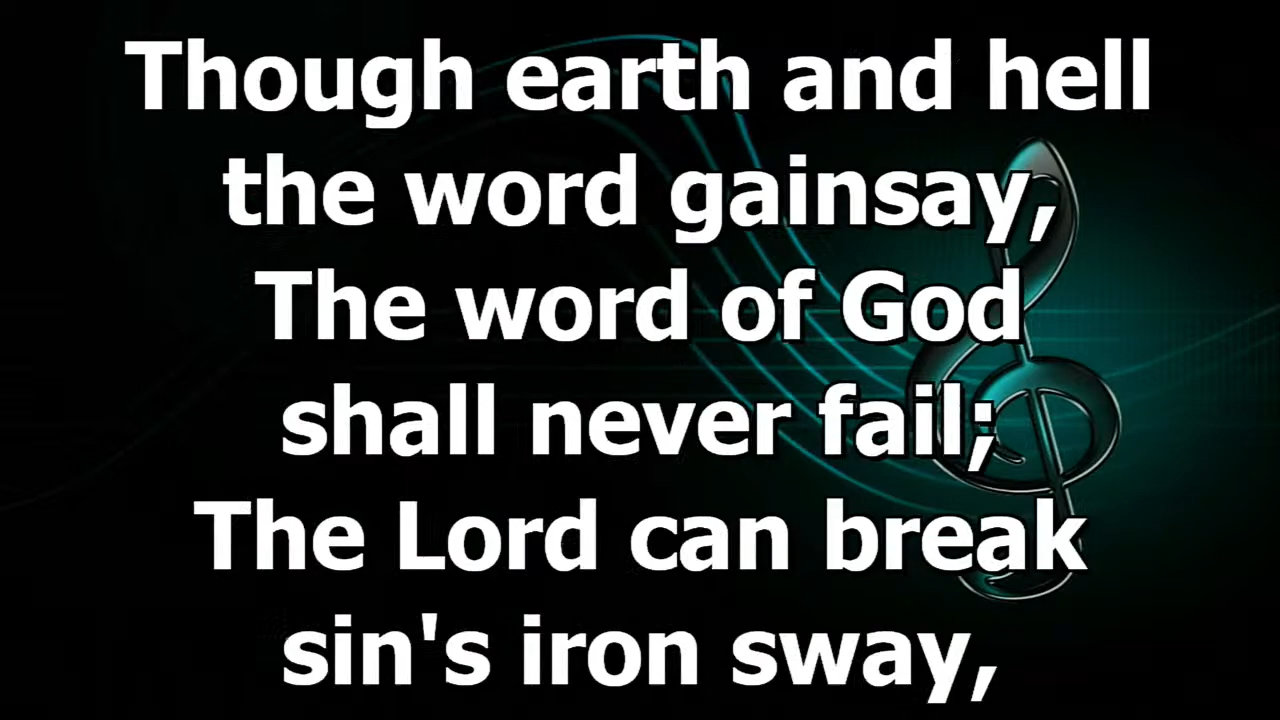 Though earth and hell
the word gainsay,
The word of God
shall never fail;
The Lord can break
sin's iron sway,